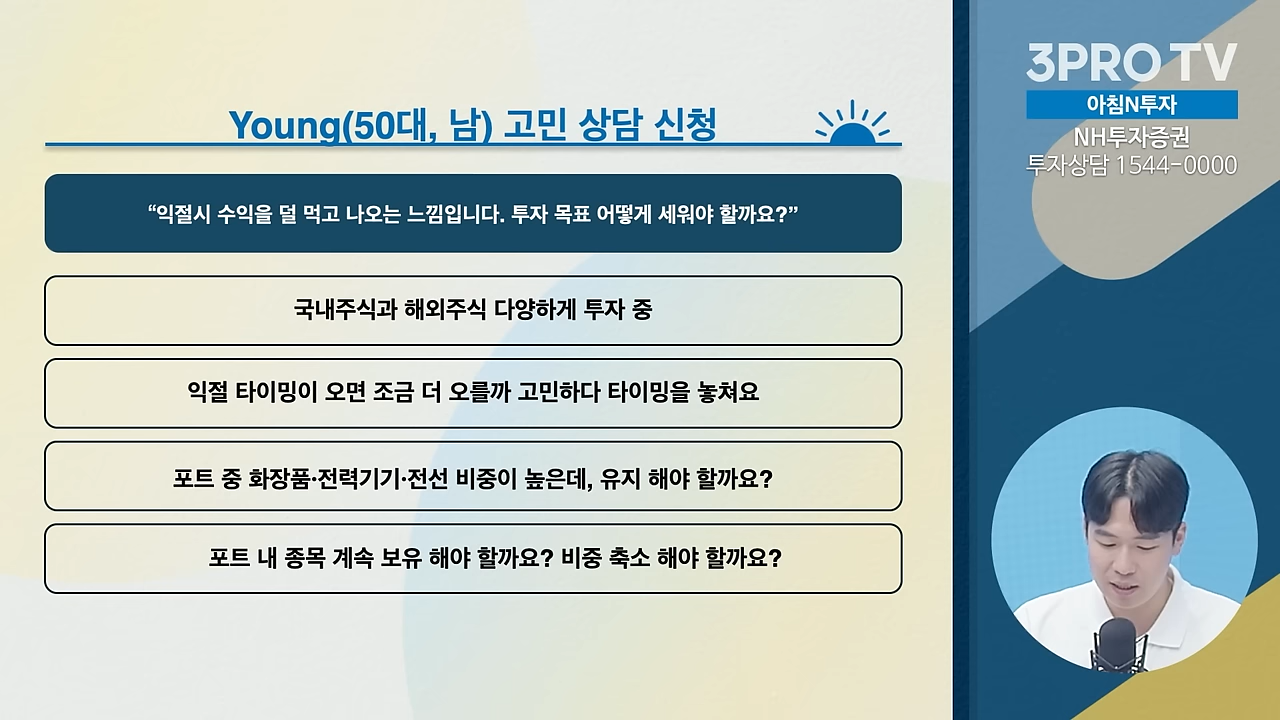 Young(50대, 남) 고민 상담 신청
“익절시 수익을 덜 먹고 나오는 느낌입니다. 투자 목표 어떻게 세워야 할까요?”
국내주식과 해외주식 다양하게 투자 중
익절 타이밍이 오면 조금 더 오를까 고민하다 타이밍을 놓쳐요
포트 중 화장품·전력기기·전선 비중이 높은데, 유지 해야 할까요?
포트 내 종목 계속 보유 해야 할까요? 비중 축소 해야 할까요?
3PRO TV
아침N투자
NH투자증권
투자상담 1544-0000